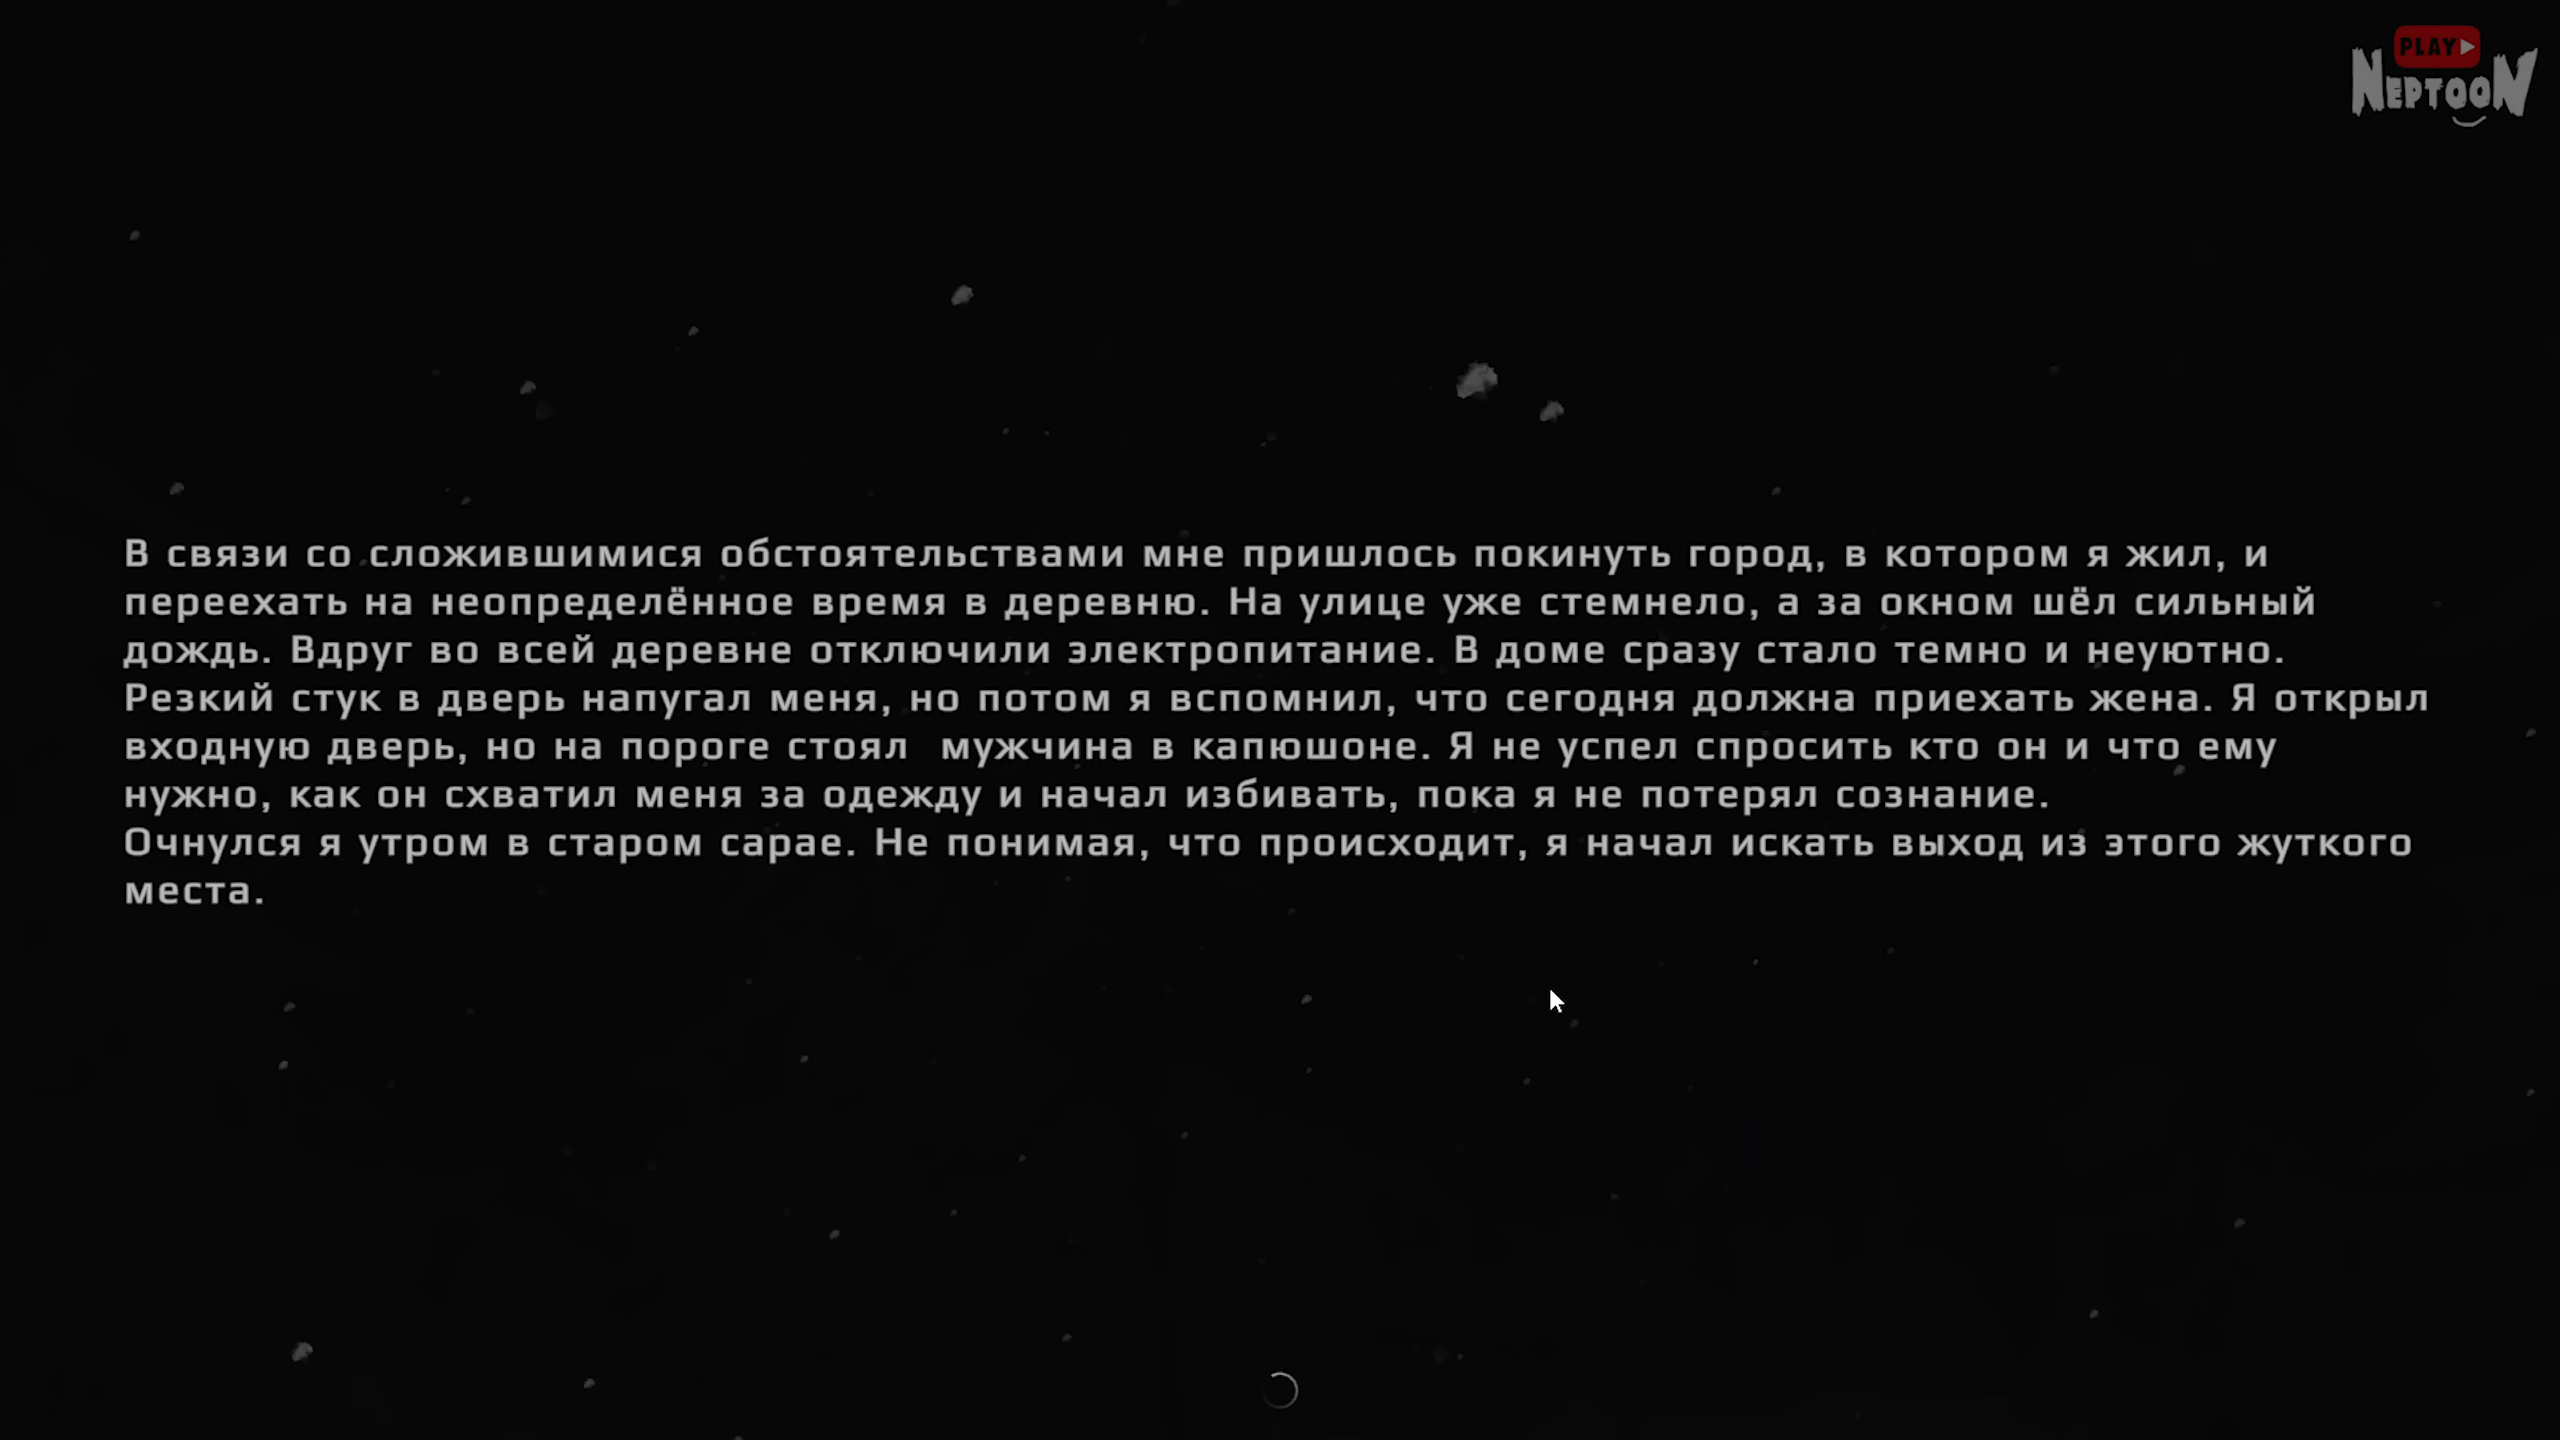 PLAY
NEPTOON
В связи со сложившимися обстоятельствами мне пришлось покинуть город, в котором я жил, и
переехать на неопределённое время в деревню. На улице уже стемнело, а за окном шёл сильный
дождь. Вдруг во всей деревне отключили электропитание. В доме сразу стало темно и неуютно.
Резкий стук в дверь напугал меня, но потом я вспомнил, что сегодня должна приехать жена. Я открыл
входную дверь, но на пороге стоял  мужчина в капюшоне. Я не успел спросить кто он и что ему
нужно, как он схватил меня за одежду и начал избивать, пока я не потерял сознание.
Очнулся я утром в старом сарае. Не понимая, что происходит, я начал искать выход из этого жуткого
места.